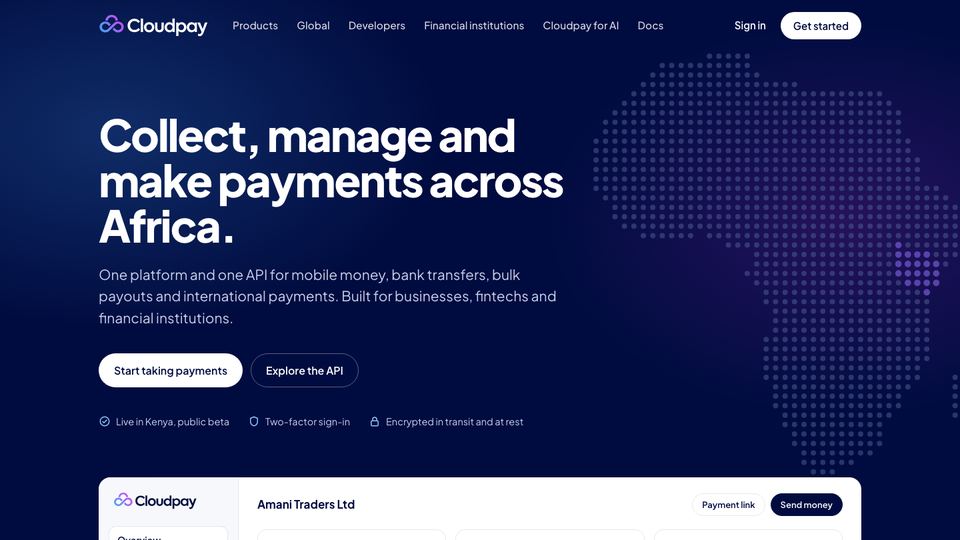 Cloudpay
Products
Global
Developers
Financial institutions
Cloudpay for AI
Docs
Sign in
Get started
Collect, manage and
make payments across
Africa.
One platform and one API for mobile money, bank transfers, bulk
payouts and international payments. Built for businesses, fintechs and
financial institutions.
Start taking payments
Explore the API
Live in Kenya, public beta
Two-factor sign-in
Encrypted in transit and at rest
Cloudpay
Amani Traders Ltd
Payment link
Send money
Overview